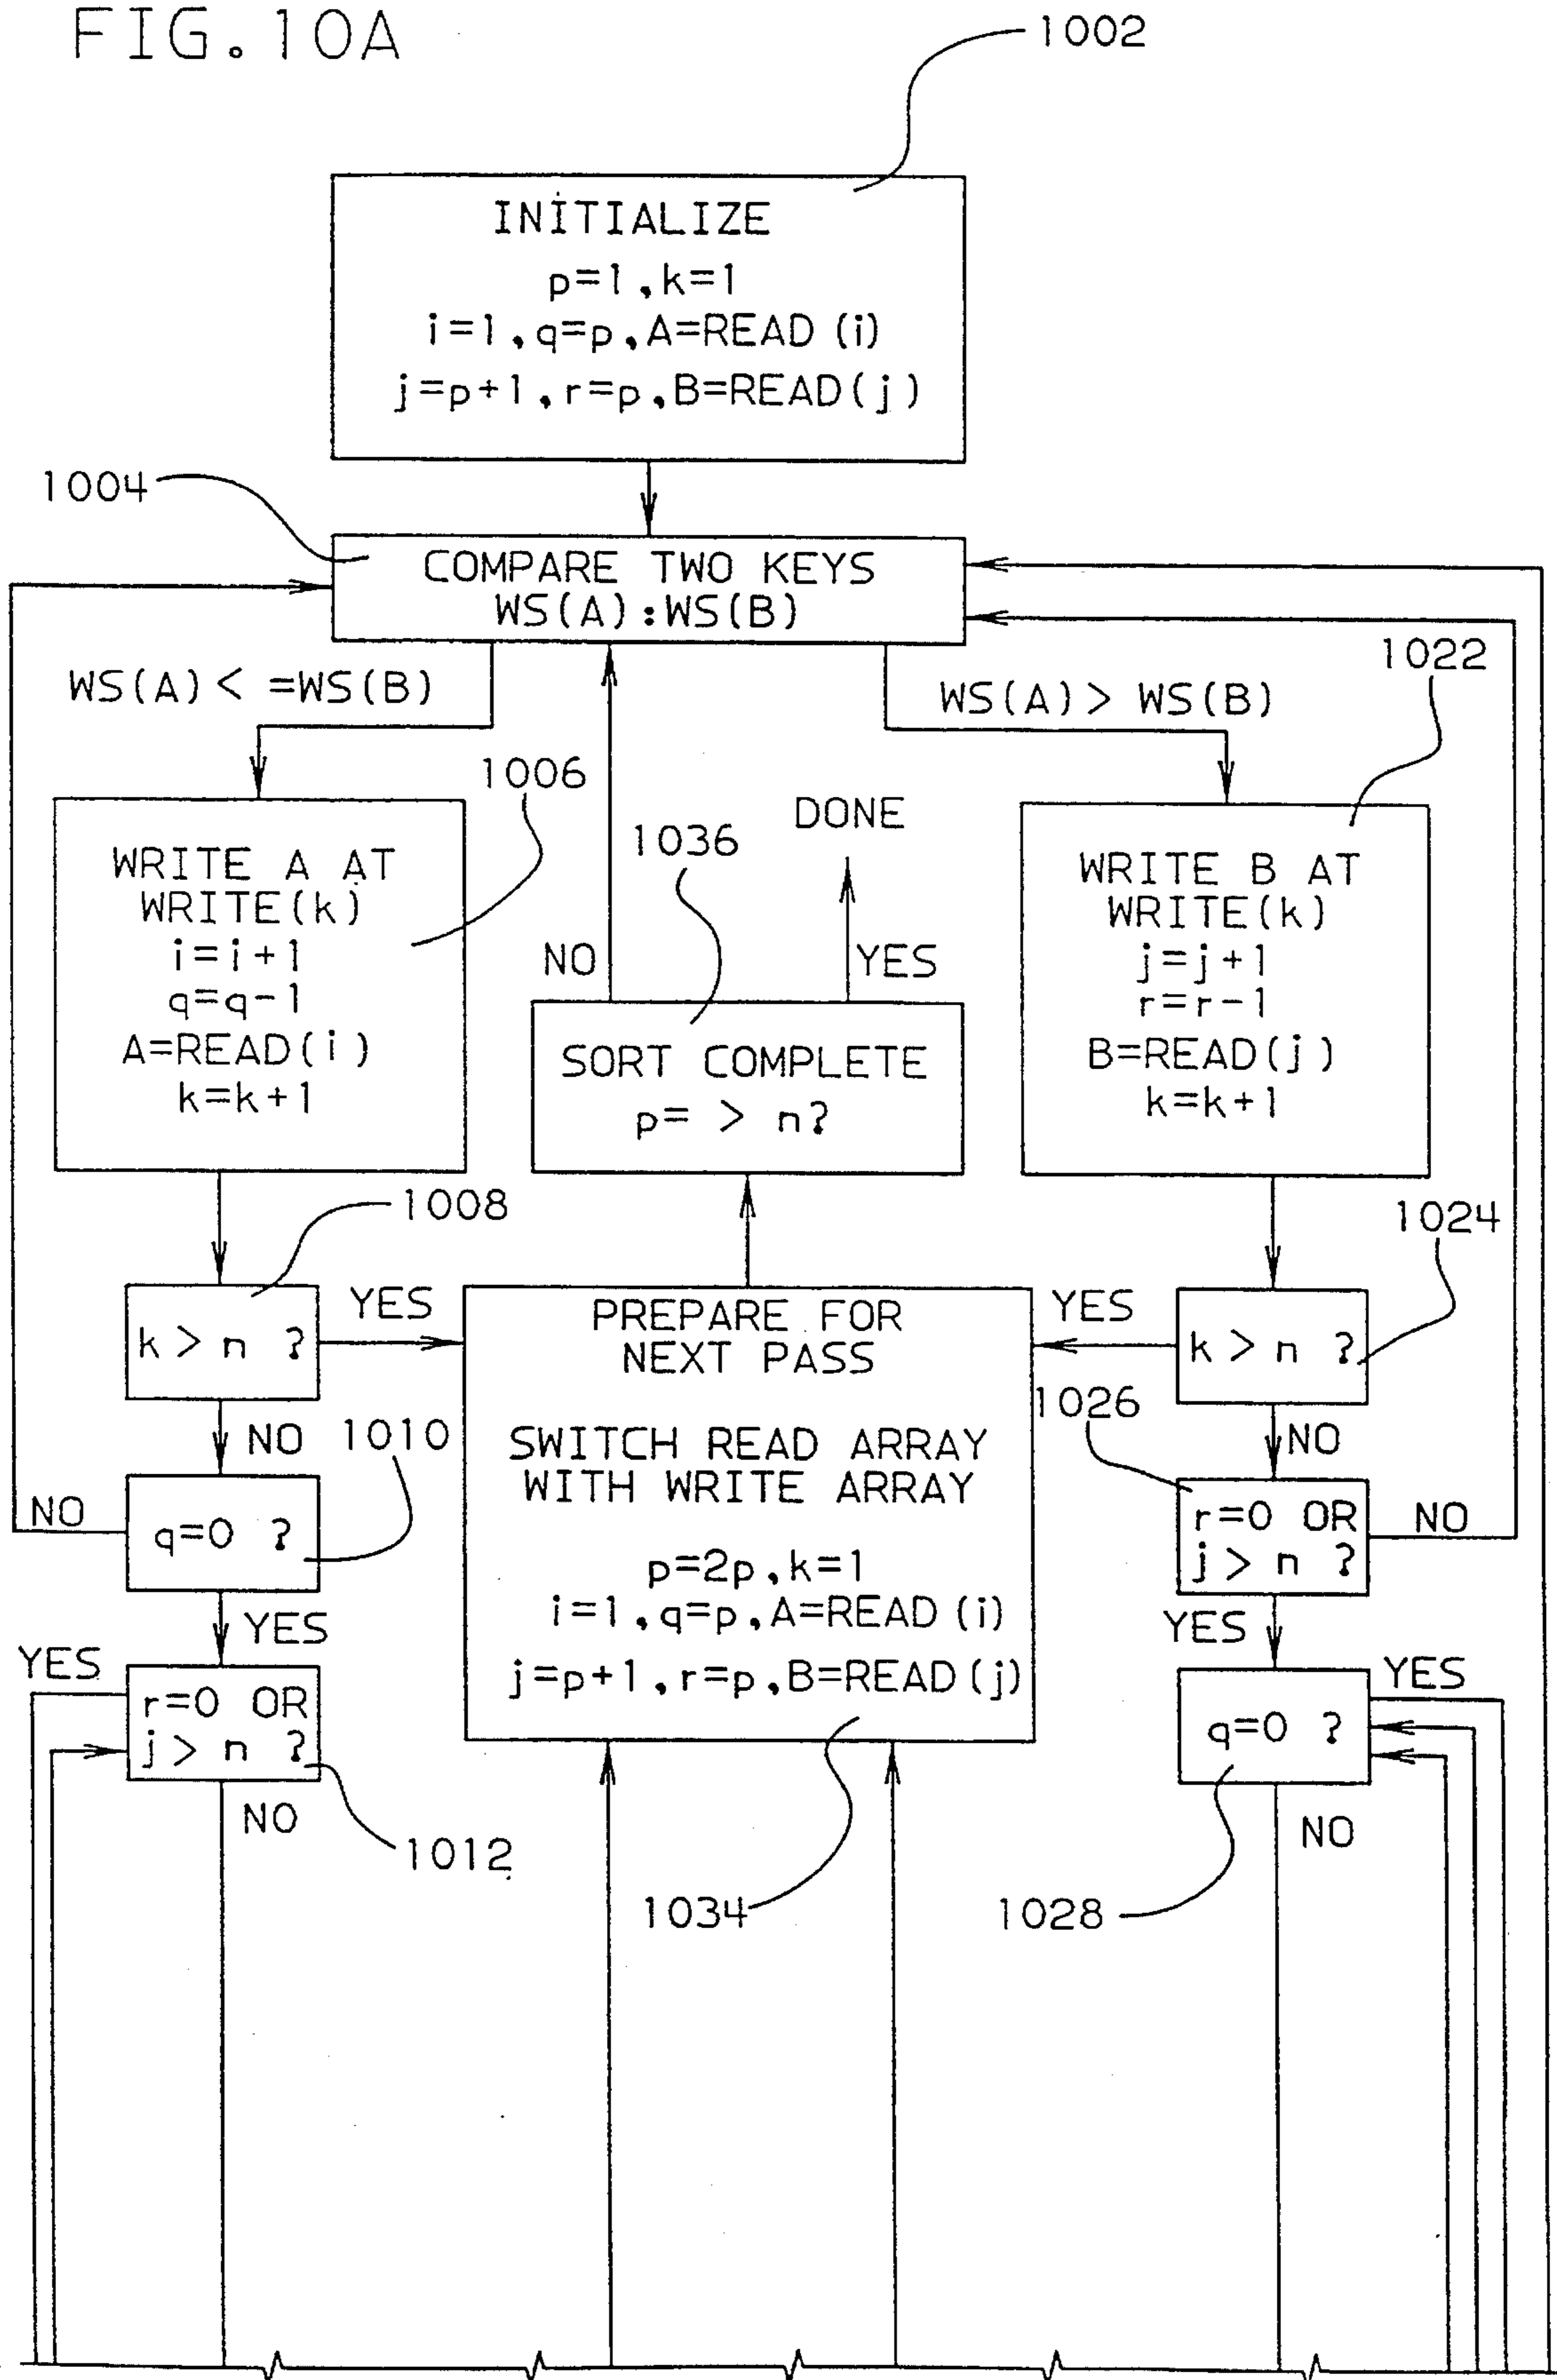 FIG.10A
1002
INITIALIZE
p=1,k=1
i=1,q=p,A=READ(i)
j=p+1,r=p,B=READ(j)
1004
COMPARE TWO KEYS
WS(A):WS(B)
WS(A)< =WS(B)
WS(A)> WS(B)
1022
1006
WRITE A AT
WRITE(k)
i=i+1
q=q-1
A=READ(i)
k=k+1
1036
DONE
NO
YES
SORT COMPLETE
p= > n?
WRITE B AT
WRITE(k)
j=j+1
r=r-1
B=READ(j)
k=k+1
1008
1024
k > n ?
YES
PREPARE FOR
NEXT PASS
SWITCH READ ARRAY
WITH WRITE ARRAY
p=2p,k=1
i=1,q=p,A=READ(i)
j=p+1,r=p,B=READ(j)
YES
k > n ?
NO
1010
1026
NO
NO
q=0 ?
r=0 OR
j > n ?
NO
YES
YES
YES
r=0 OR
j > n ?
YES
q=0 ?
NO
1012
NO
1034
1028